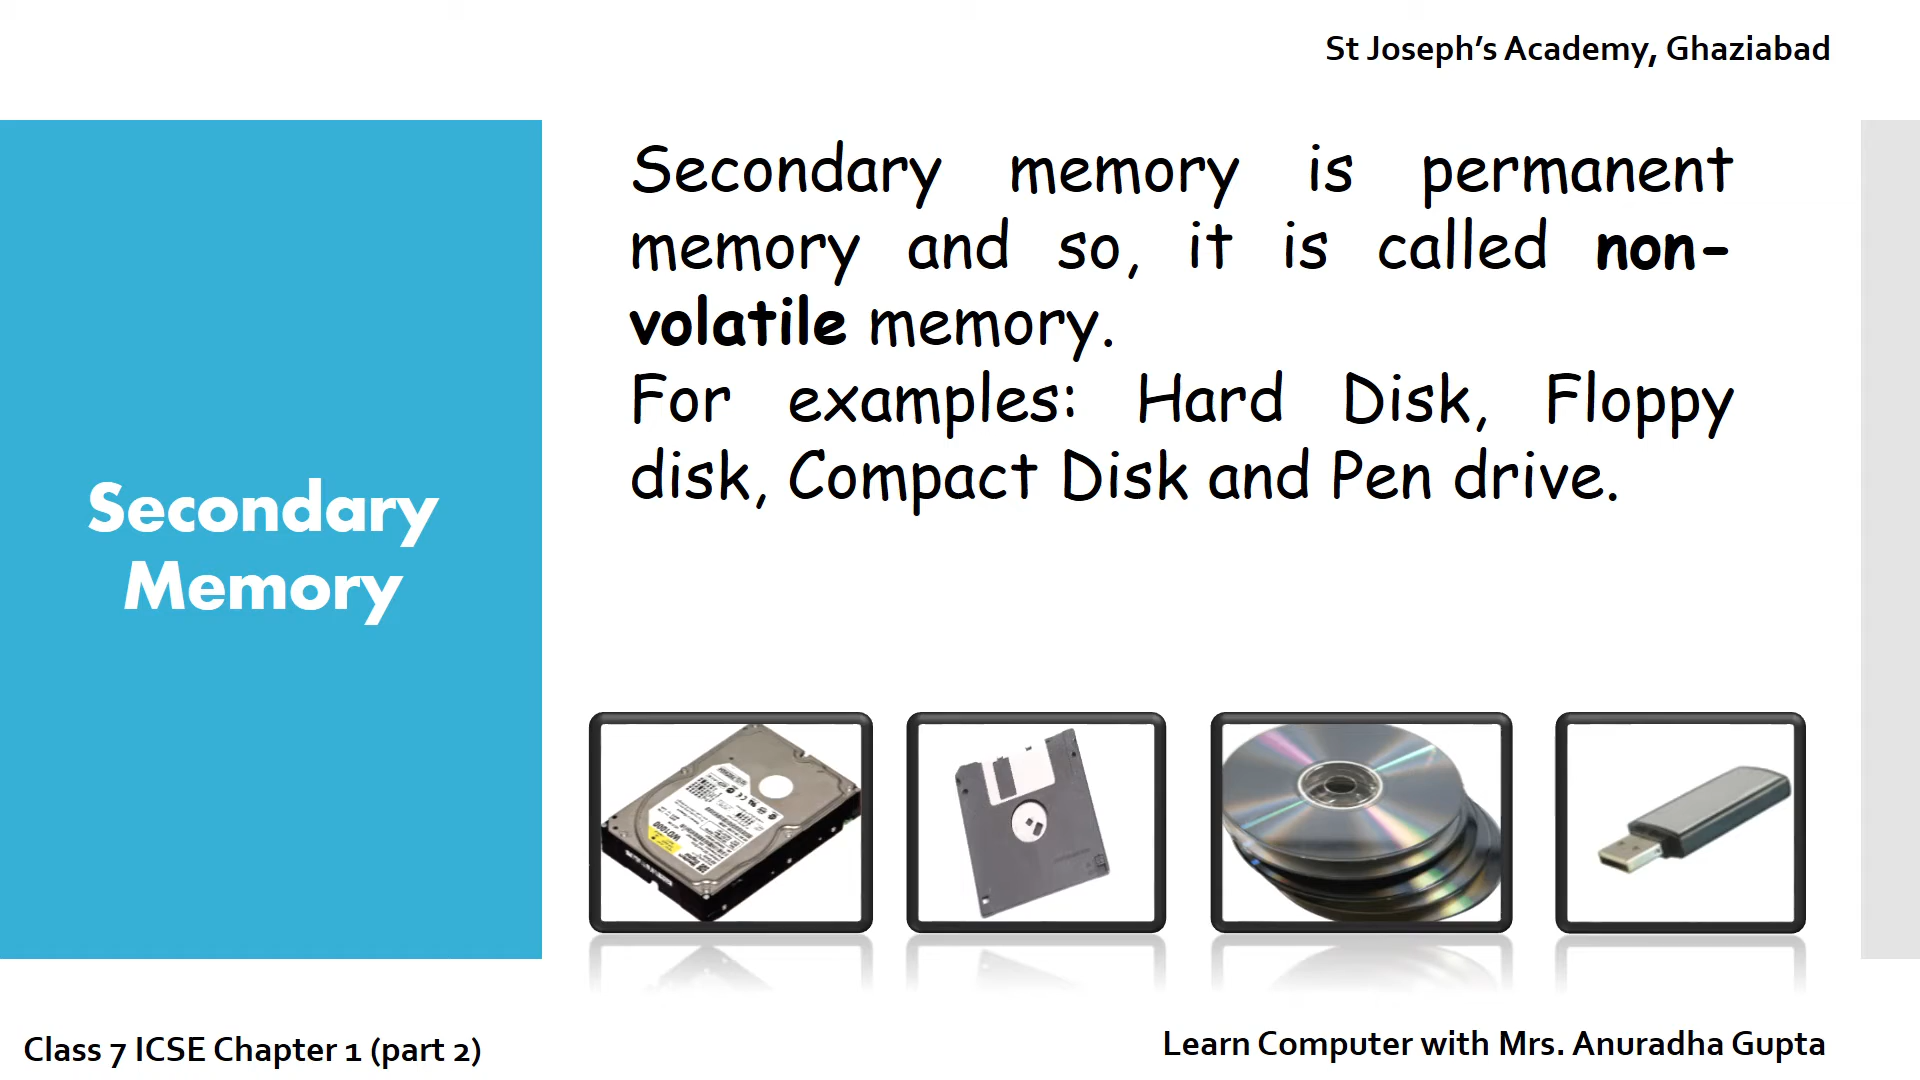 St Joseph's Academy, Ghaziabad
Secondary
Memory
Secondary memory is permanent
memory and so, it is called non-
volatile memory.
For examples: Hard Disk, Floppy
disk, Compact Disk and Pen drive.
Class 7 ICSE Chapter 1 (part 2)
Learn Computer with Mrs. Anuradha Gupta